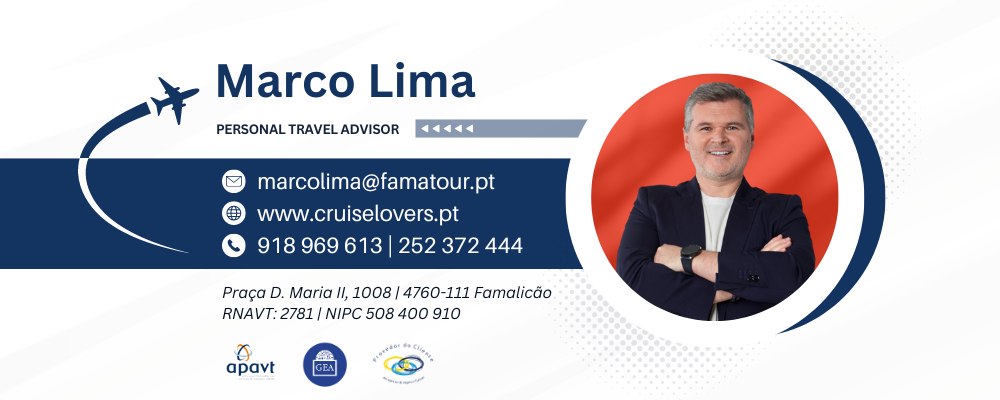 Marco Lima
PERSONAL TRAVEL ADVISOR
marcolima@famatour.pt
www.cruiselovers.pt
918 969 613 | 252 372 444
Praça D. Maria II, 1008 | 4760-111 Famalicão
RNAVT: 2781 | NIPC 508 400 910
apavt
GEA
Provedor do Cliente